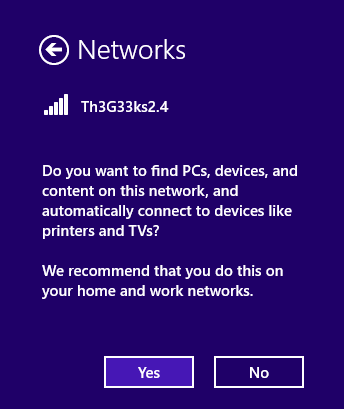 Networks
Th3G33ks2.4
Do you want to find PCs, devices, and
content on this network, and
automatically connect to devices like
printers and TVs?
We recommend that you do this on
your home and work networks.
Yes No